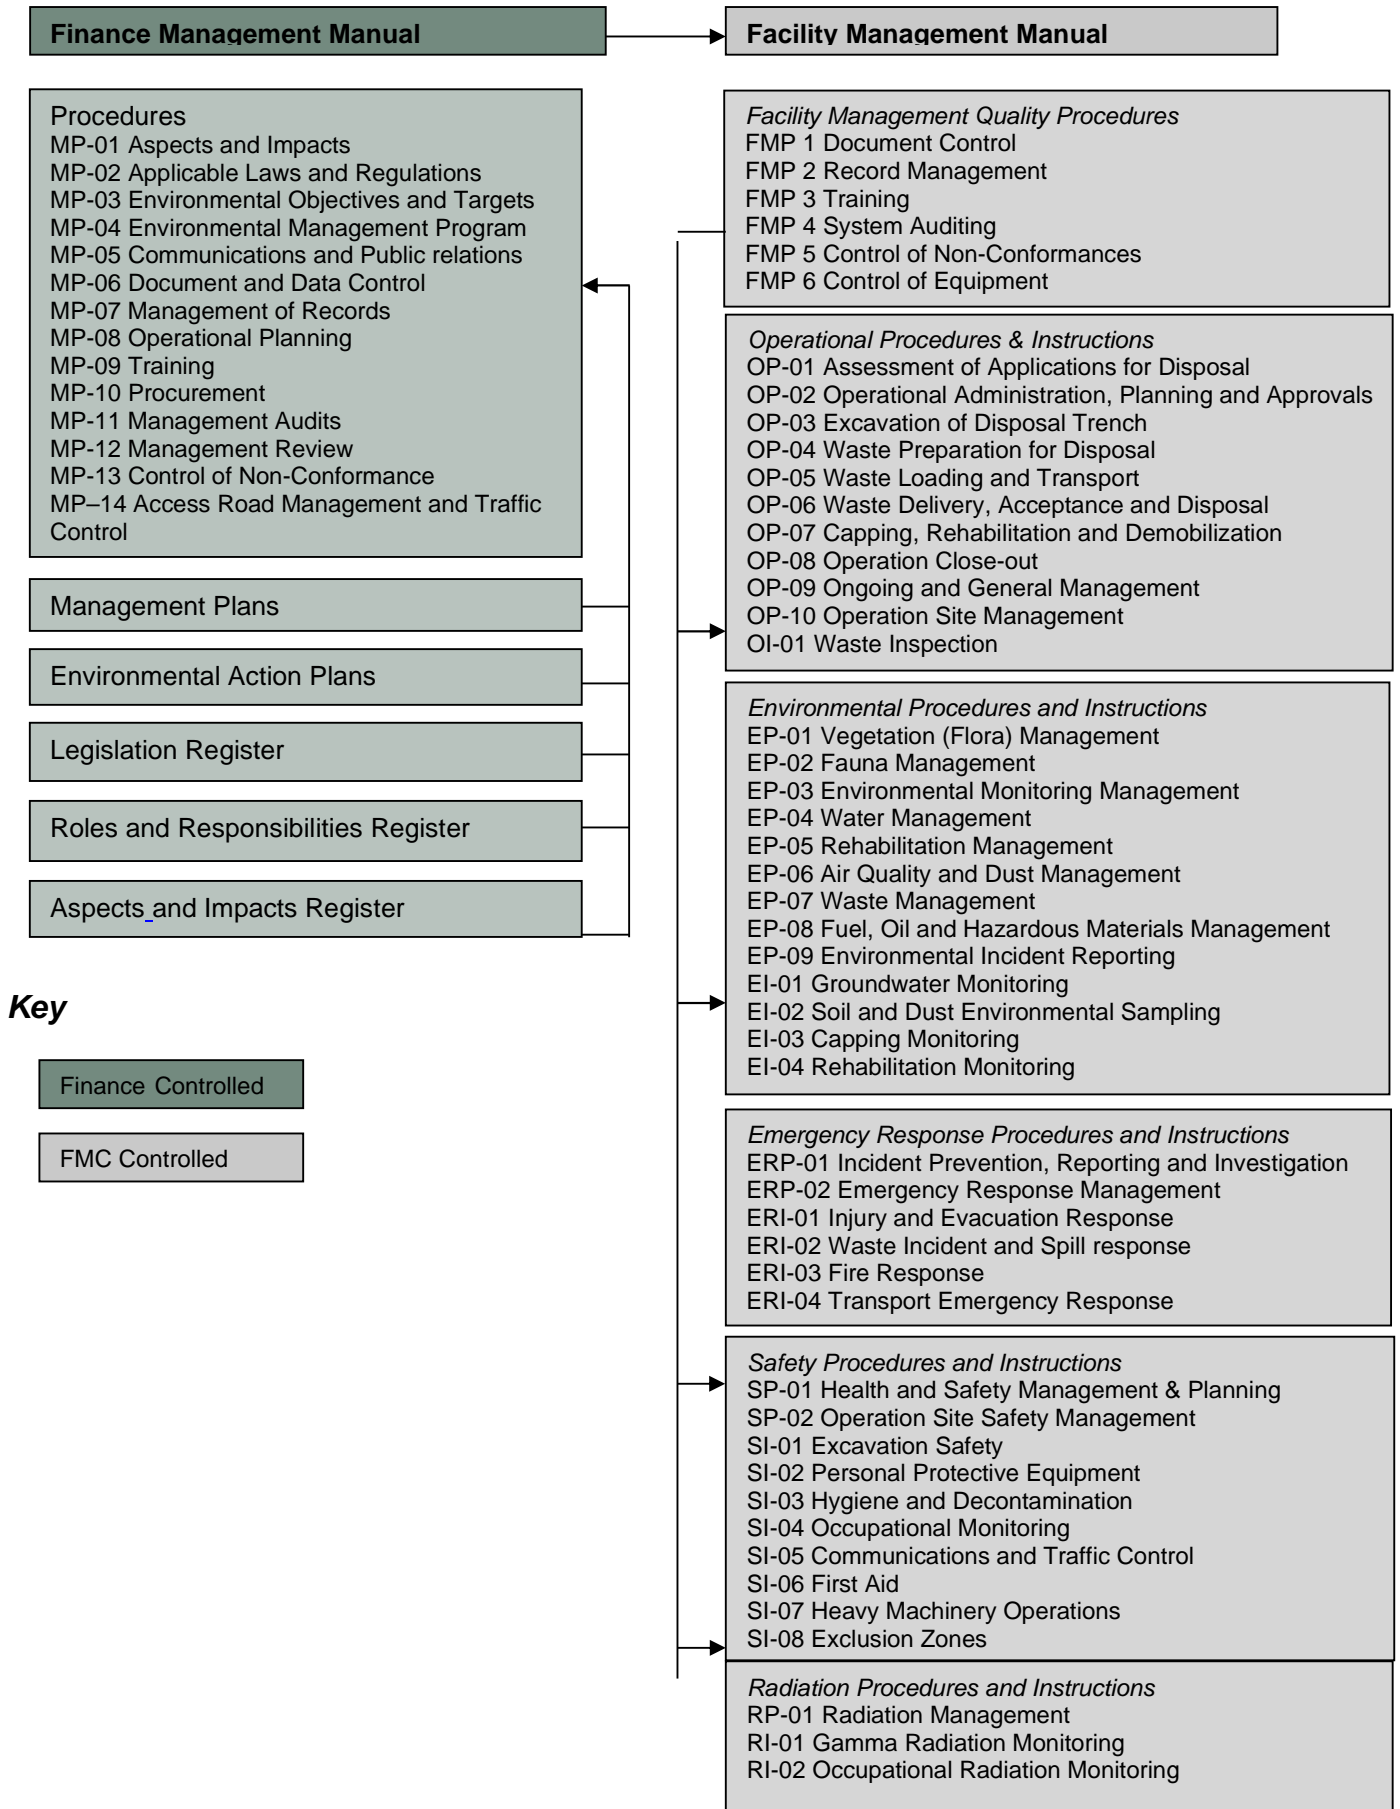 Finance Management Manual
Facility Management Manual
Procedures
MP-01 Aspects and Impacts
MP-02 Applicable Laws and Regulations
MP-03 Environmental Objectives and Targets
MP-04 Environmental Management Program
MP-05 Communications and Public relations
MP-06 Document and Data Control
MP-07 Management of Records
MP-08 Operational Planning
MP-09 Training
MP-10 Procurement
MP-11 Management Audits
MP-12 Management Review
MP-13 Control of Non-Conformance
MP–14 Access Road Management and Traffic
Control
Management Plans
Environmental Action Plans
Legislation Register
Roles and Responsibilities Register
Aspects and Impacts Register
Key
Finance Controlled
FMC Controlled
Facility Management Quality Procedures
FMP 1 Document Control
FMP 2 Record Management
FMP 3 Training
FMP 4 System Auditing
FMP 5 Control of Non-Conformances
FMP 6 Control of Equipment
Operational Procedures & Instructions
OP-01 Assessment of Applications for Disposal
OP-02 Operational Administration, Planning and Approvals
OP-03 Excavation of Disposal Trench
OP-04 Waste Preparation for Disposal
OP-05 Waste Loading and Transport
OP-06 Waste Delivery, Acceptance and Disposal
OP-07 Capping, Rehabilitation and Demobilization
OP-08 Operation Close-out
OP-09 Ongoing and General Management
OP-10 Operation Site Management
OI-01 Waste Inspection
Environmental Procedures and Instructions
EP-01 Vegetation (Flora) Management
EP-02 Fauna Management
EP-03 Environmental Monitoring Management
EP-04 Water Management
EP-05 Rehabilitation Management
EP-06 Air Quality and Dust Management
EP-07 Waste Management
EP-08 Fuel, Oil and Hazardous Materials Management
EP-09 Environmental Incident Reporting
EI-01 Groundwater Monitoring
EI-02 Soil and Dust Environmental Sampling
EI-03 Capping Monitoring
EI-04 Rehabilitation Monitoring
Emergency Response Procedures and Instructions
ERP-01 Incident Prevention, Reporting and Investigation
ERP-02 Emergency Response Management
ERI-01 Injury and Evacuation Response
ERI-02 Waste Incident and Spill response
ERI-03 Fire Response
ERI-04 Transport Emergency Response
Safety Procedures and Instructions
SP-01 Health and Safety Management & Planning
SP-02 Operation Site Safety Management
SI-01 Excavation Safety
SI-02 Personal Protective Equipment
SI-03 Hygiene and Decontamination
SI-04 Occupational Monitoring
SI-05 Communications and Traffic Control
SI-06 First Aid
SI-07 Heavy Machinery Operations
SI-08 Exclusion Zones
Radiation Procedures and Instructions
RP-01 Radiation Management
RI-01 Gamma Radiation Monitoring
RI-02 Occupational Radiation Monitoring